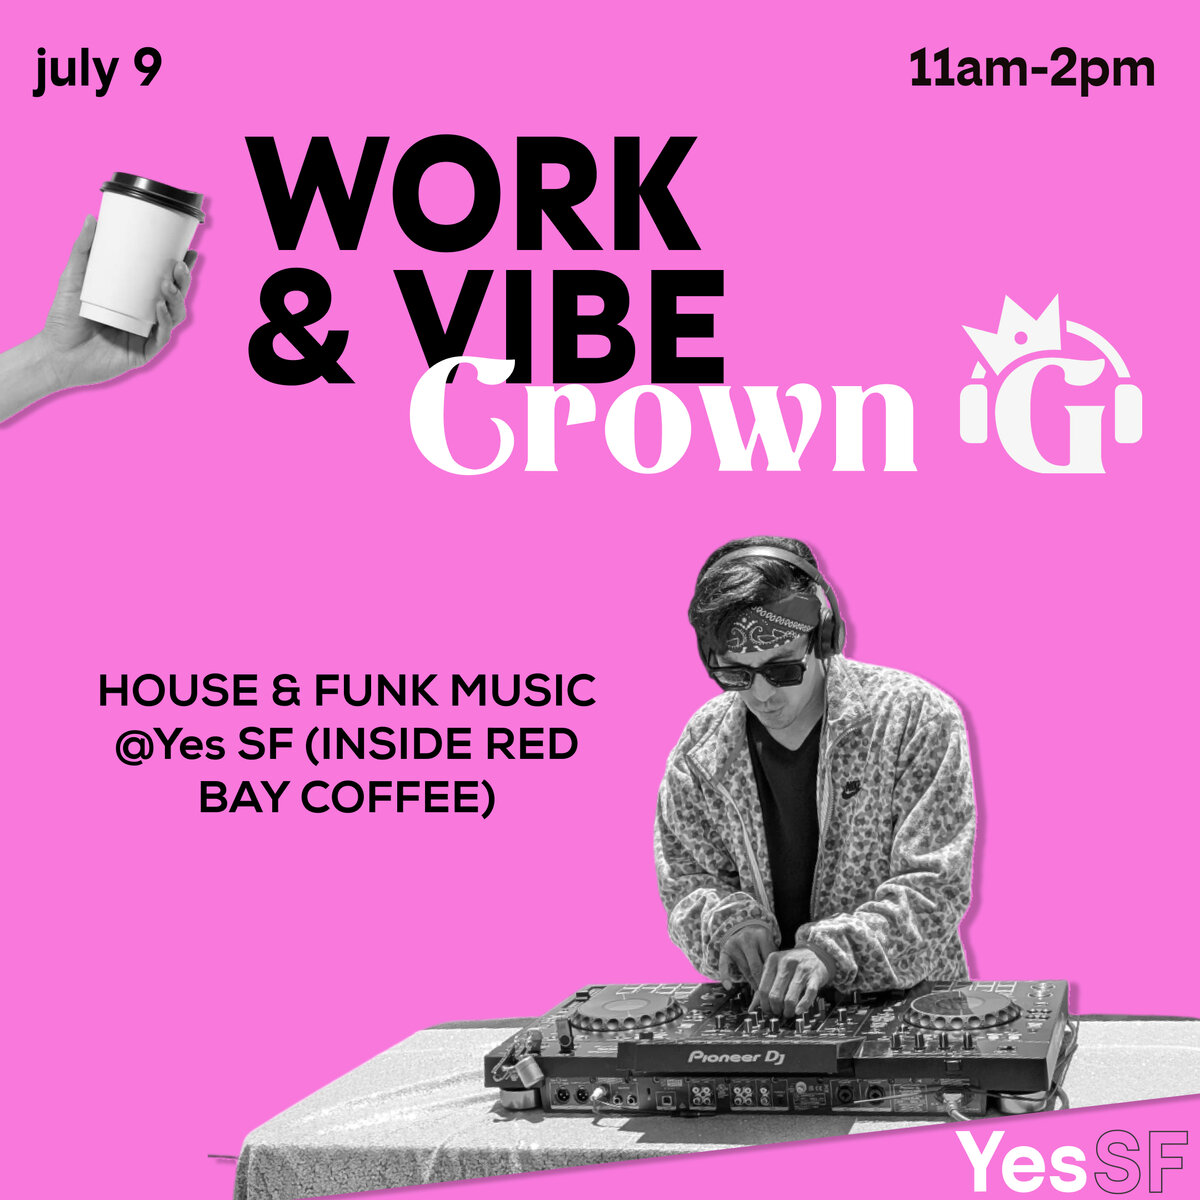 july 9
11am-2pm
WORK
& VIBE
Crown
G
HOUSE & FUNK MUSIC
@Yes SF (INSIDE RED
BAY COFFEE)
Pioneer Dj
YesSF